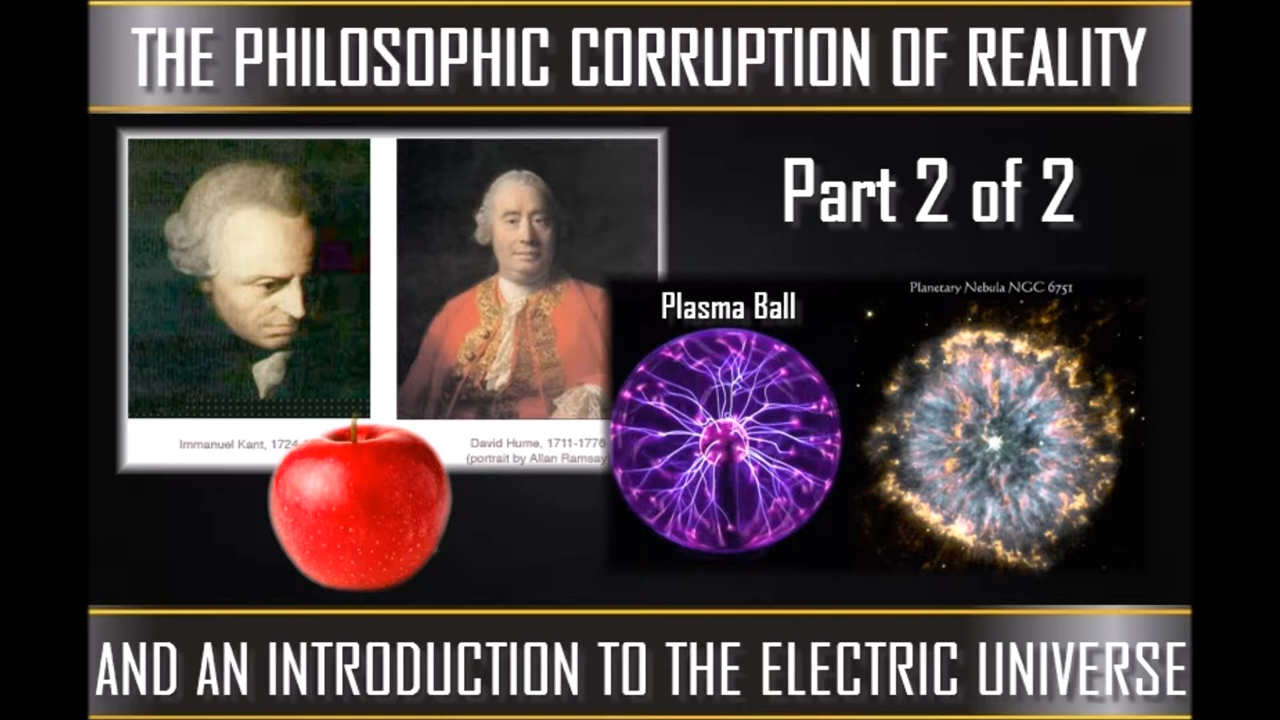 THE PHILOSOPHIC CORRUPTION OF REALITY
Part 2 of 2
Planetary Nebula NGC 6751
Plasma Ball
Immanuel Kant, 1724-
David Hume, 1711-1776
(portrait by Allan Ramsay)
AND AN INTRODUCTION TO THE ELECTRIC UNIVERSE